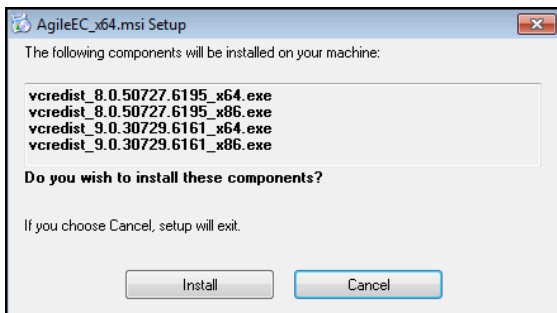 AgileEC_x64.msi Setup
The following components will be installed on your machine:
vcredist_8.0.50727.6195_x64.exe
vcredist_8.0.50727.6195_x86.exe
vcredist_9.0.30729.6161_x64.exe
vcredist_9.0.30729.6161_x86.exe
Do you wish to install these components?
If you choose Cancel, setup will exit.
Install
Cancel